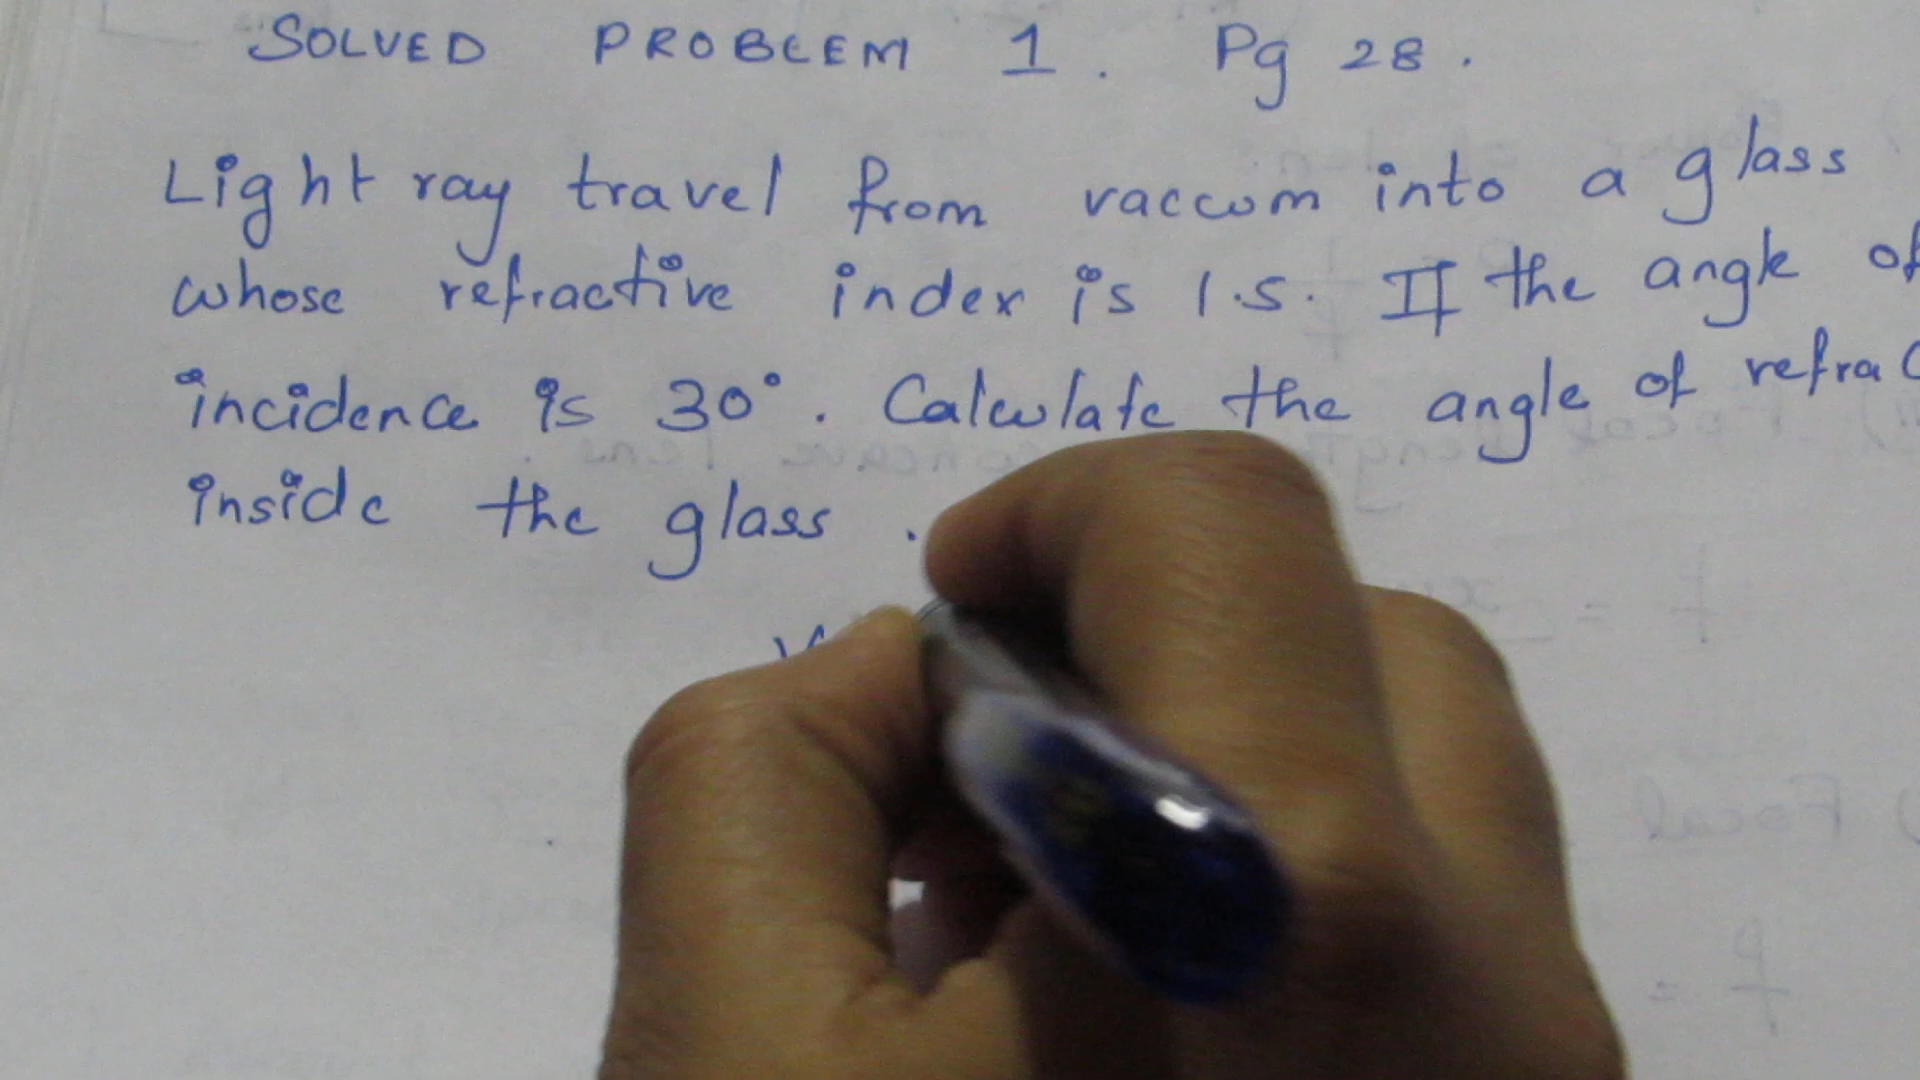 SOLVED PROBLEM 1. Pg 28.
Light ray travel from vaccum into a glass
whose refractive index is 1.5. If the angle of
incidence is 30°. Calculate the angle of refrac
inside the glass.